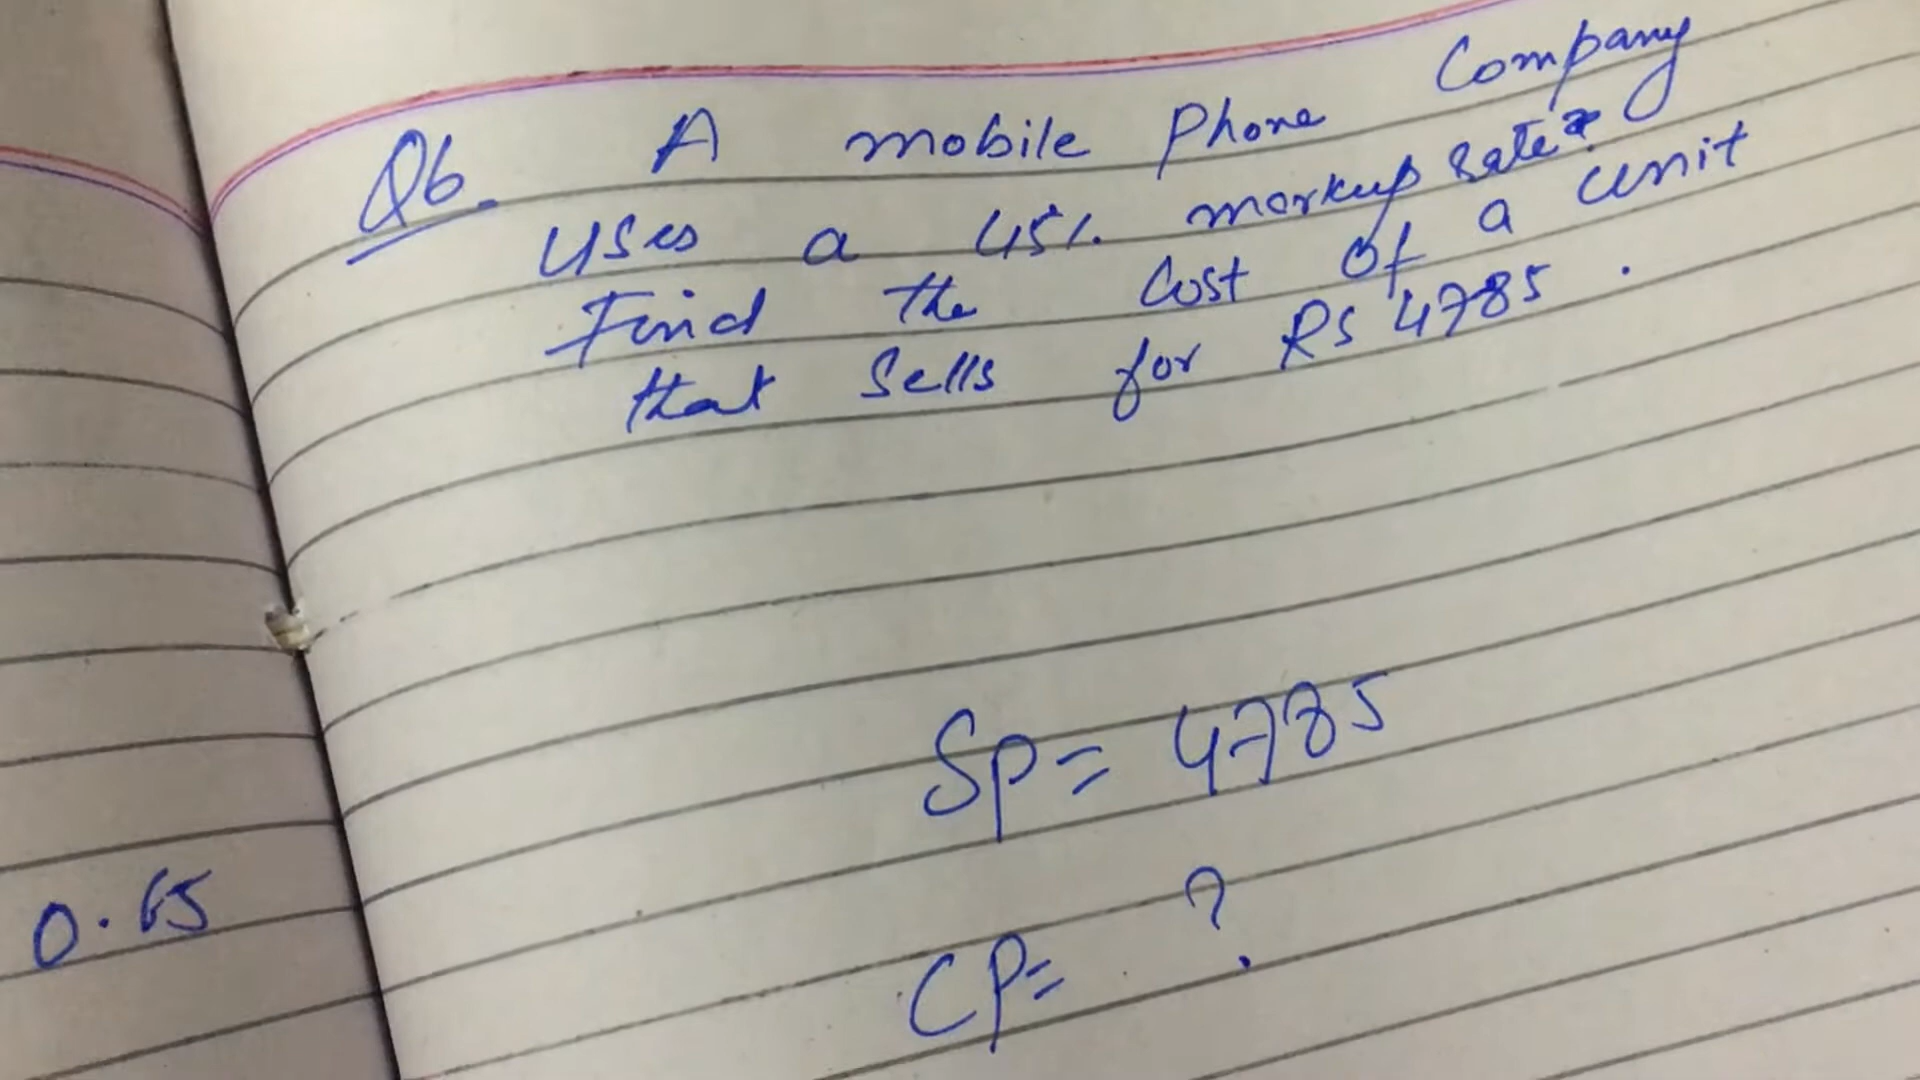 Q6. A mobile Phone Company
Uses a 45%. markup rate.
Find the Cost of a unit
that Sells for RS 4785.
SP= 4785
CP= ?
0.65